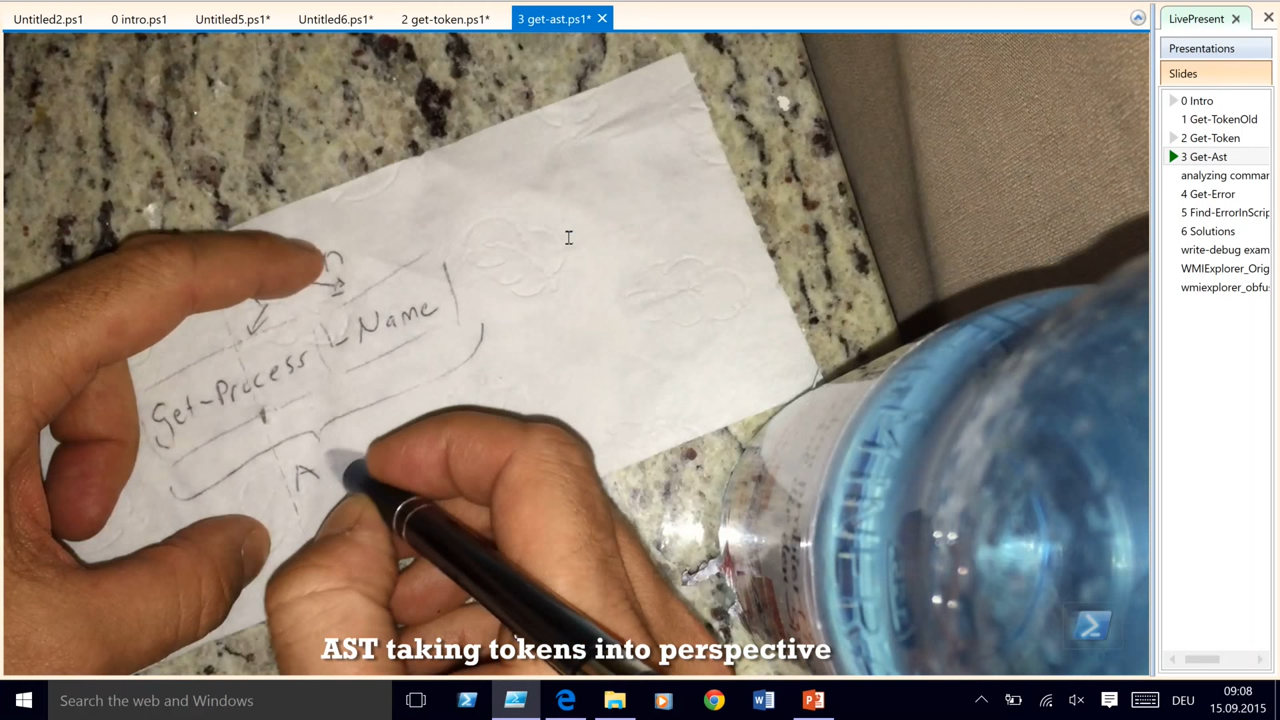 Untitled2.ps1 0 intro.ps1 Untitled5.ps1* Untitled6.ps1* 2 get-token.ps1* 3 get-ast.ps1*
LivePresent
Presentations
Slides
0 Intro
1 Get-TokenOld
2 Get-Token
3 Get-Ast
analyzing commar
4 Get-Error
5 Find-ErrorInScrip
6 Solutions
write-debug exam
WMIExplorer_Orig
wmiexplorer_obfus
n
get-Process - Name
A
AST taking tokens into perspective
Search the web and Windows
DEU
09:08
15.09.2015